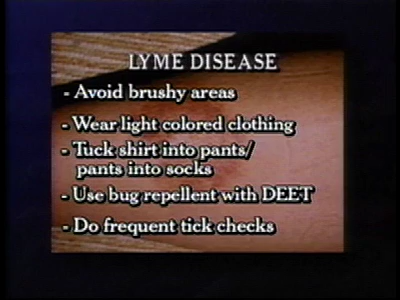 LYME DISEASE
- Avoid brushy areas
- Wear light colored clothing
- Tuck shirt into pants/
pants into socks
- Use bug repellent with DEET
- Do frequent tick checks